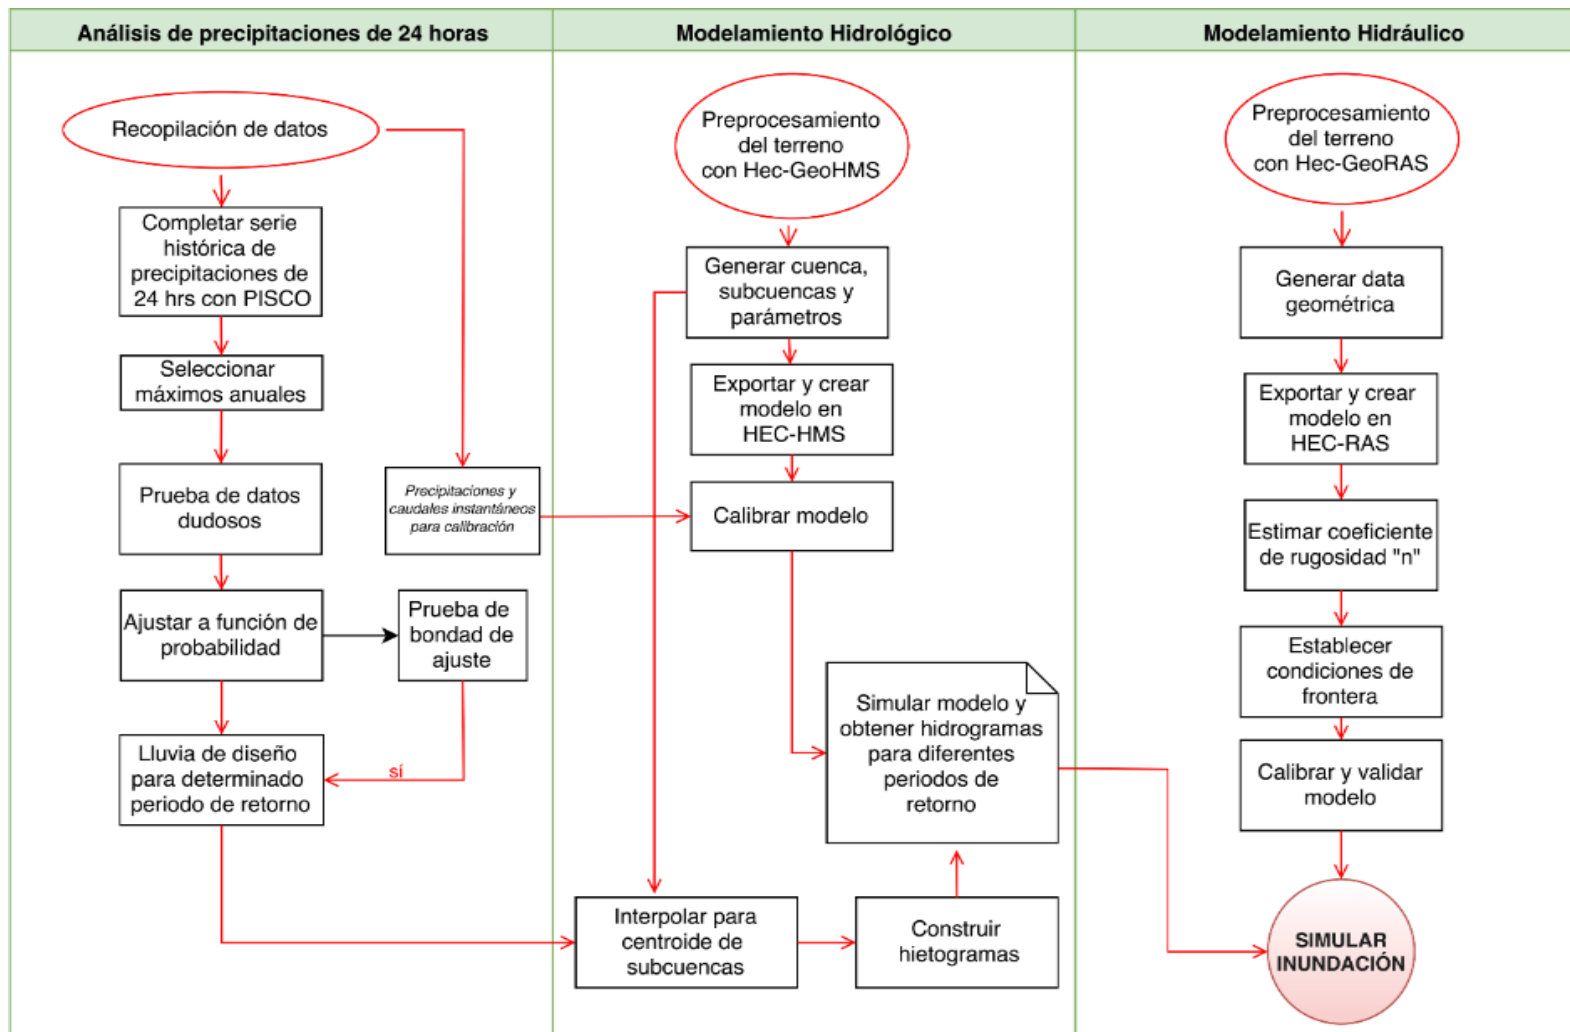 Análisis de precipitaciones de 24 horas
Recopilación de datos
Completar serie
histórica de
precipitaciones de
24 hrs con PISCO
Seleccionar
máximos anuales
Prueba de datos
dudosos
Precipitaciones y
caudales instantáneos
para calibración
Ajustar a función de
probabilidad
Prueba de
bondad de
ajuste
sí
Lluvia de diseño
para determinado
periodo de retorno
Modelamiento Hidrológico
Preprocesamiento
del terreno
con Hec-GeoHMS
Generar cuenca,
subcuencas y
parámetros
Exportar y crear
modelo en
HEC-HMS
Calibrar modelo
Simular modelo y
obtener hidrogramas
para diferentes
periodos de
retorno
Interpolar para
centroide de
subcuencas
Construir
hietogramas
Modelamiento Hidráulico
Preprocesamiento
del terreno
con Hec-GeoRAS
Generar data
geométrica
Exportar y crear
modelo en
HEC-RAS
Estimar coeficiente
de rugosidad "n"
Establecer
condiciones de
frontera
Calibrar y validar
modelo
SIMULAR
INUNDACIÓN